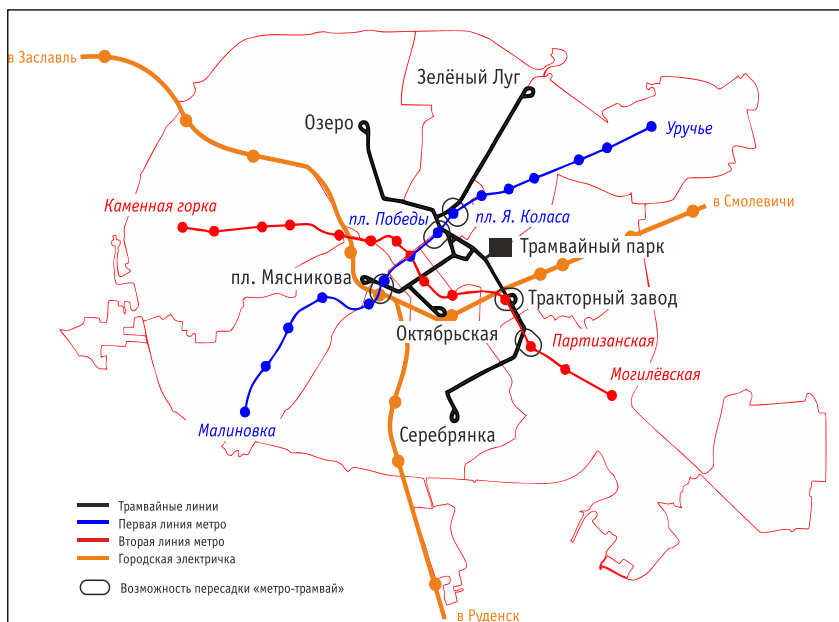 в Заславль
Зелёный Луг
Озеро
Уручье
Каменная горка
пл. Победы
пл. Я. Коласа
в Смолевичи
Трамвайный парк
пл. Мясникова
Тракторный завод
Октябрьская
Партизанская
Могилёвская
Малиновка
Серебрянка
Трамвайные линии
Первая линия метро
Вторая линия метро
Городская электричка
Возможность пересадки «метро-трамвай»
в Руденск